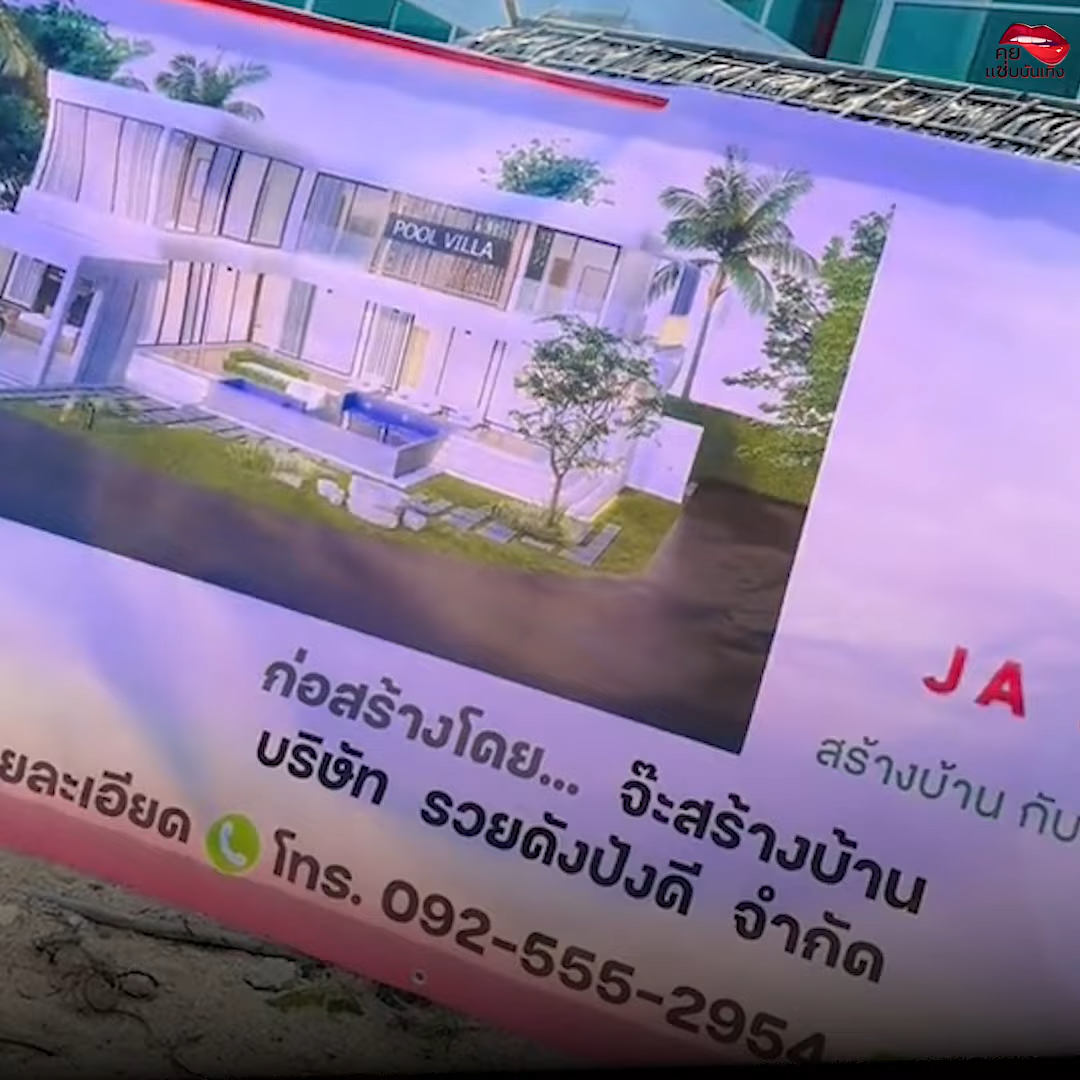 คุย
แซ่บบันเทิง
POOL VILLA
JA
สร้างบ้าน กับ
ก่อสร้างโดย... จ๊ะสร้างบ้าน
บริษัท รวยดังปังดี จำกัด
ยละเอียด โทร. 092-555-2954